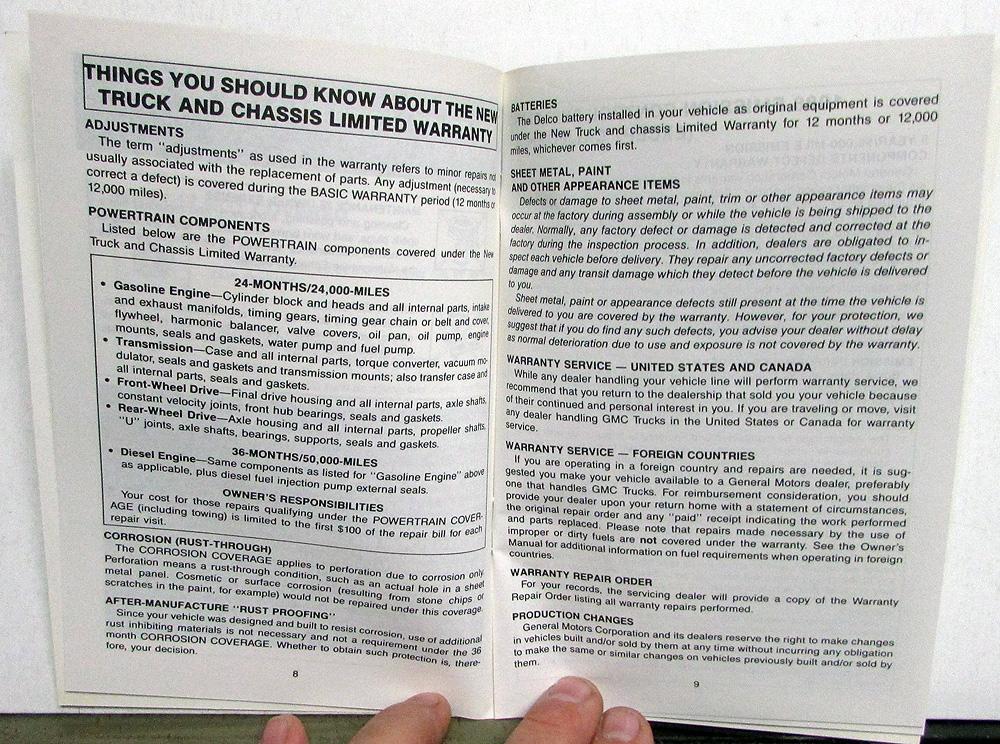 THINGS YOU SHOULD KNOW ABOUT THE NEW
TRUCK AND CHASSIS LIMITED WARRANTY
ADJUSTMENTS
The term "adjustments" as used in the warranty refers to minor repairs not
usually associated with the replacement of parts. Any adjustment (necessary to
correct a defect) is covered during the BASIC WARRANTY period (12 months or
12,000 miles).
POWERTRAIN COMPONENTS
Listed below are the POWERTRAIN components covered under the New
Truck and Chassis Limited Warranty.
24-MONTHS/24,000-MILES
• Gasoline Engine—Cylinder block and heads and all internal parts, intake
and exhaust manifolds, timing gears, timing gear chain or belt and cover,
flywheel, harmonic balancer, valve covers, oil pan, oil pump, engine
mounts, seals and gaskets, water pump and fuel pump.
• Transmission—Case and all internal parts, torque converter, vacuum mo-
dulator, seals and gaskets and transmission mounts; also transfer case and
all internal parts, seals and gaskets.
• Front-Wheel Drive—Final drive housing and all internal parts, axle shafts,
constant velocity joints, front hub bearings, seals and gaskets.
• Rear-Wheel Drive—Axle housing and all internal parts, propeller shafts,
"U" joints, axle shafts, bearings, supports, seals and gaskets.
36-MONTHS/50,000-MILES
• Diesel Engine—Same components as listed for "Gasoline Engine" above
as applicable, plus diesel fuel injection pump external seals.
OWNER'S RESPONSIBILITIES
Your cost for those repairs qualifying under the POWERTRAIN COVER-
AGE (including towing) is limited to the first $100 of the repair bill for each
repair visit.
CORROSION (RUST-THROUGH)
The CORROSION COVERAGE applies to perforation due to corrosion only.
Perforation means a rust-through condition, such as an actual hole in a sheet
metal panel. Cosmetic or surface corrosion (resulting from stone chips or
scratches in the paint, for example) would not be repaired under this coverage.
AFTER-MANUFACTURE "RUST PROOFING"
Since your vehicle was designed and built to resist corrosion, use of additional
rust inhibiting materials is not necessary and not a requirement under the 36
month CORROSION COVERAGE. Whether to obtain such protection is, there-
fore, your decision.
8
BATTERIES
The Delco battery installed in your vehicle as original equipment is covered
under the New Truck and chassis Limited Warranty for 12 months or 12,000
miles, whichever comes first.
SHEET METAL, PAINT
AND OTHER APPEARANCE ITEMS
Defects or damage to sheet metal, paint, trim or other appearance items may
occur at the factory during assembly or while the vehicle is being shipped to the
dealer. Normally, any factory defect or damage is detected and corrected at the
factory during the inspection process. In addition, dealers are obligated to in-
spect each vehicle before delivery. They repair any uncorrected factory defects or
damage and any transit damage which they detect before the vehicle is delivered
to you.
Sheet metal, paint or appearance defects still present at the time the vehicle is
delivered to you are covered by the warranty. However, for your protection, we
suggest that if you do find any such defects, you advise your dealer without delay
as normal deterioration due to use and exposure is not covered by the warranty.
WARRANTY SERVICE — UNITED STATES AND CANADA
While any dealer handling your vehicle line will perform warranty service, we
recommend that you return to the dealership that sold you your vehicle because
of their continued and personal interest in you. If you are traveling or move, visit
any dealer handling GMC Trucks in the United States or Canada for warranty
service.
WARRANTY SERVICE — FOREIGN COUNTRIES
If you are operating in a foreign country and repairs are needed, it is sug-
gested you make your vehicle available to a General Motors dealer, preferably
one that handles GMC Trucks. For reimbursement consideration, you should
provide your dealer upon your return home with a statement of circumstances,
the original repair order and any "paid" receipt indicating the work performed
and parts replaced. Please note that repairs made necessary by the use of
improper or dirty fuels are not covered under the warranty. See the Owner's
Manual for additional information on fuel requirements when operating in foreign
countries.
WARRANTY REPAIR ORDER
For your records, the servicing dealer will provide a copy of the Warranty
Repair Order listing all warranty repairs performed.
PRODUCTION CHANGES
General Motors Corporation and its dealers reserve the right to make changes
in vehicles built and/or sold by them at any time without incurring any obligation
to make the same or similar changes on vehicles previously built and/or sold by
them.
9